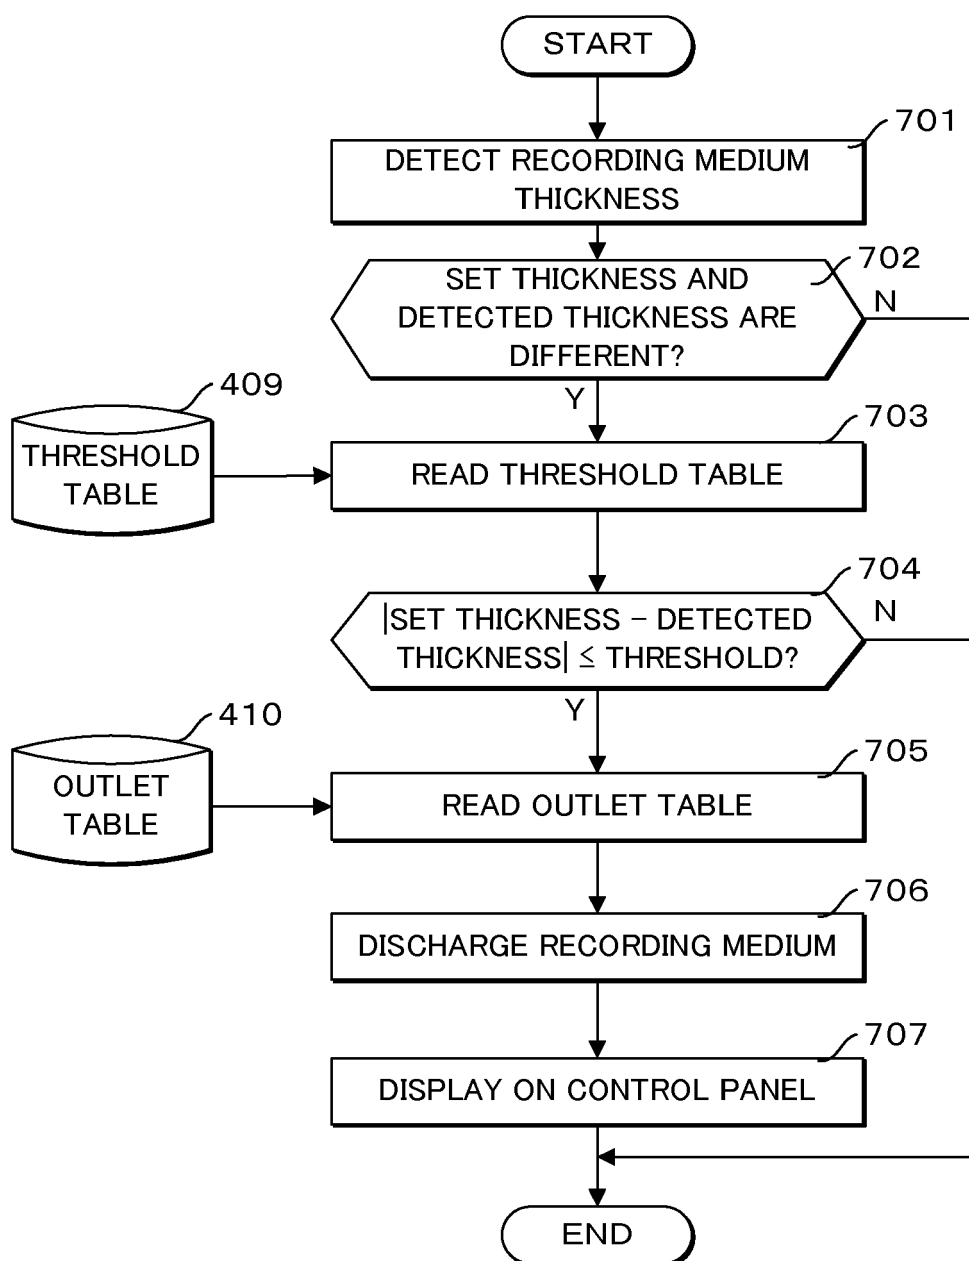 START
701
DETECT RECORDING MEDIUM
THICKNESS
702
SET THICKNESS AND
DETECTED THICKNESS ARE
DIFFERENT?
N
Y
409
THRESHOLD
TABLE
703
READ THRESHOLD TABLE
704
|SET THICKNESS – DETECTED
THICKNESS| ≤ THRESHOLD?
N
Y
410
OUTLET
TABLE
705
READ OUTLET TABLE
706
DISCHARGE RECORDING MEDIUM
707
DISPLAY ON CONTROL PANEL
END